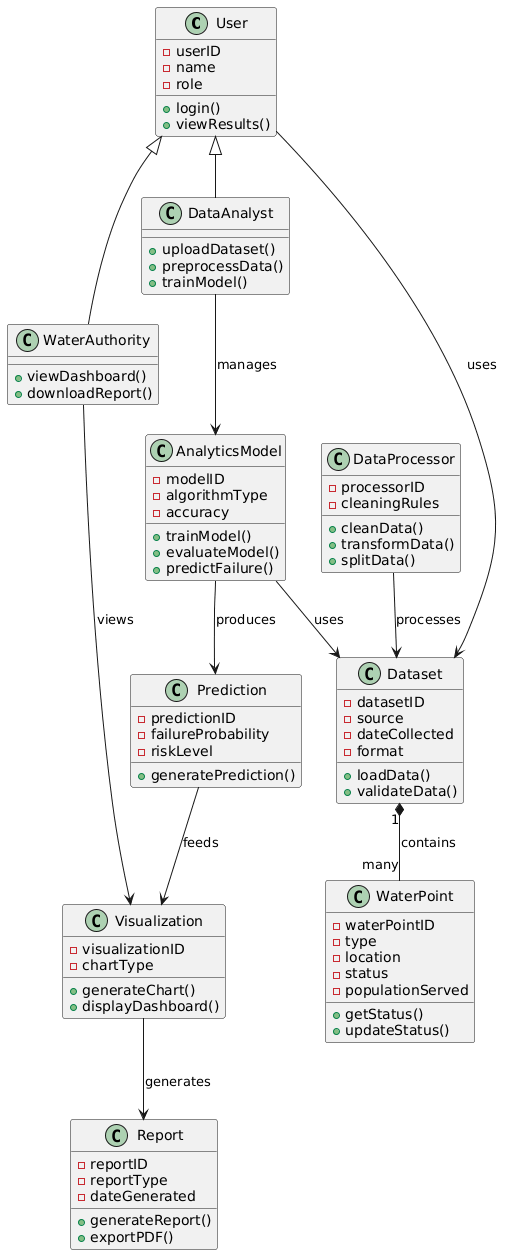 C User
userID
name
role
login()
viewResults()
C DataAnalyst
uploadDataset()
preprocessData()
trainModel()
C WaterAuthority
viewDashboard()
downloadReport()
manages
uses
C AnalyticsModel
modelID
algorithmType
accuracy
trainModel()
evaluateModel()
predictFailure()
C DataProcessor
processorID
cleaningRules
cleanData()
transformData()
splitData()
views
produces
uses
processes
C Prediction
predictionID
failureProbability
riskLevel
generatePrediction()
C Dataset
datasetID
source
dateCollected
format
loadData()
validateData()
feeds
1
contains
many
C Visualization
visualizationID
chartType
generateChart()
displayDashboard()
C WaterPoint
waterPointID
type
location
status
populationServed
getStatus()
updateStatus()
generates
C Report
reportID
reportType
dateGenerated
generateReport()
exportPDF()